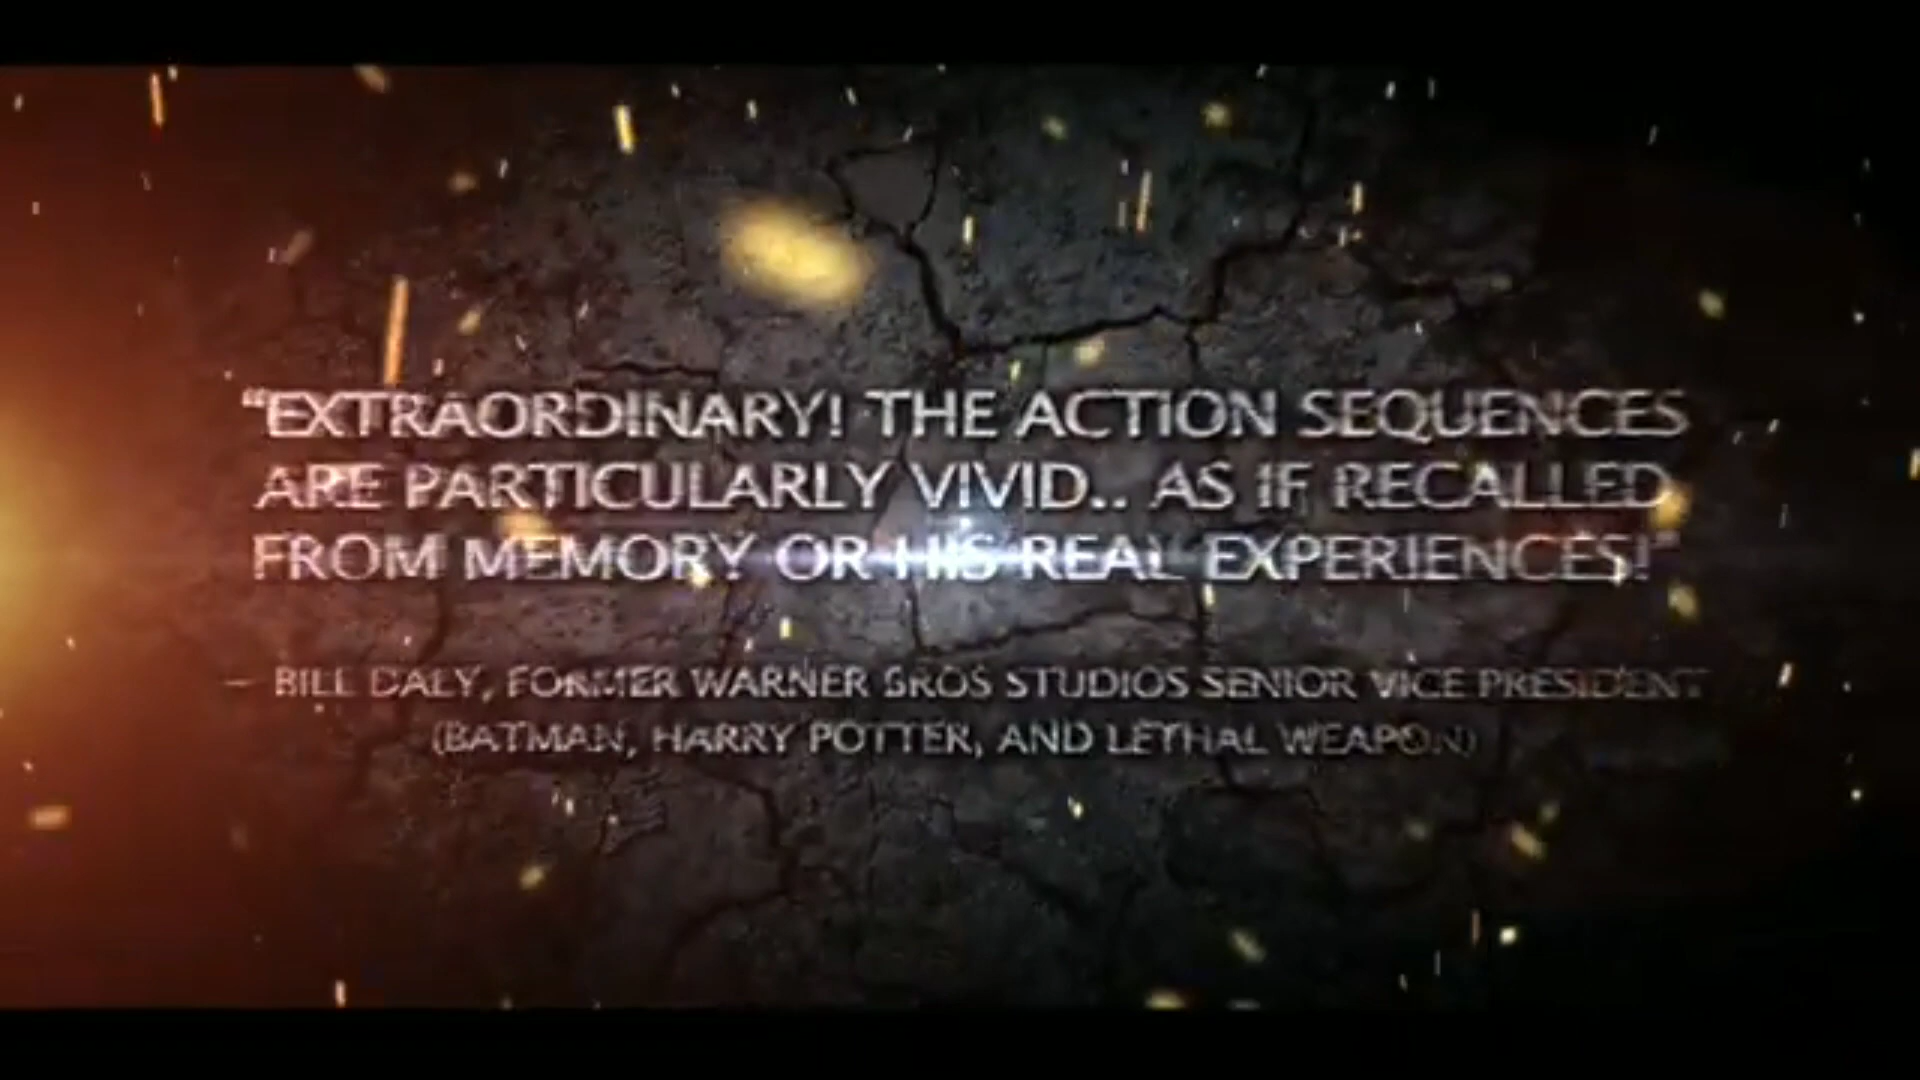 “EXTRAORDINARY! THE ACTION SEQUENCES
ARE PARTICULARLY VIVID.. AS IF RECALLED
FROM MEMORY OR HIS REAL EXPERIENCES!”
– BILL DALY, FORMER WARNER BROS STUDIOS SENIOR VICE PRESIDENT
(BATMAN, HARRY POTTER, AND LETHAL WEAPON)